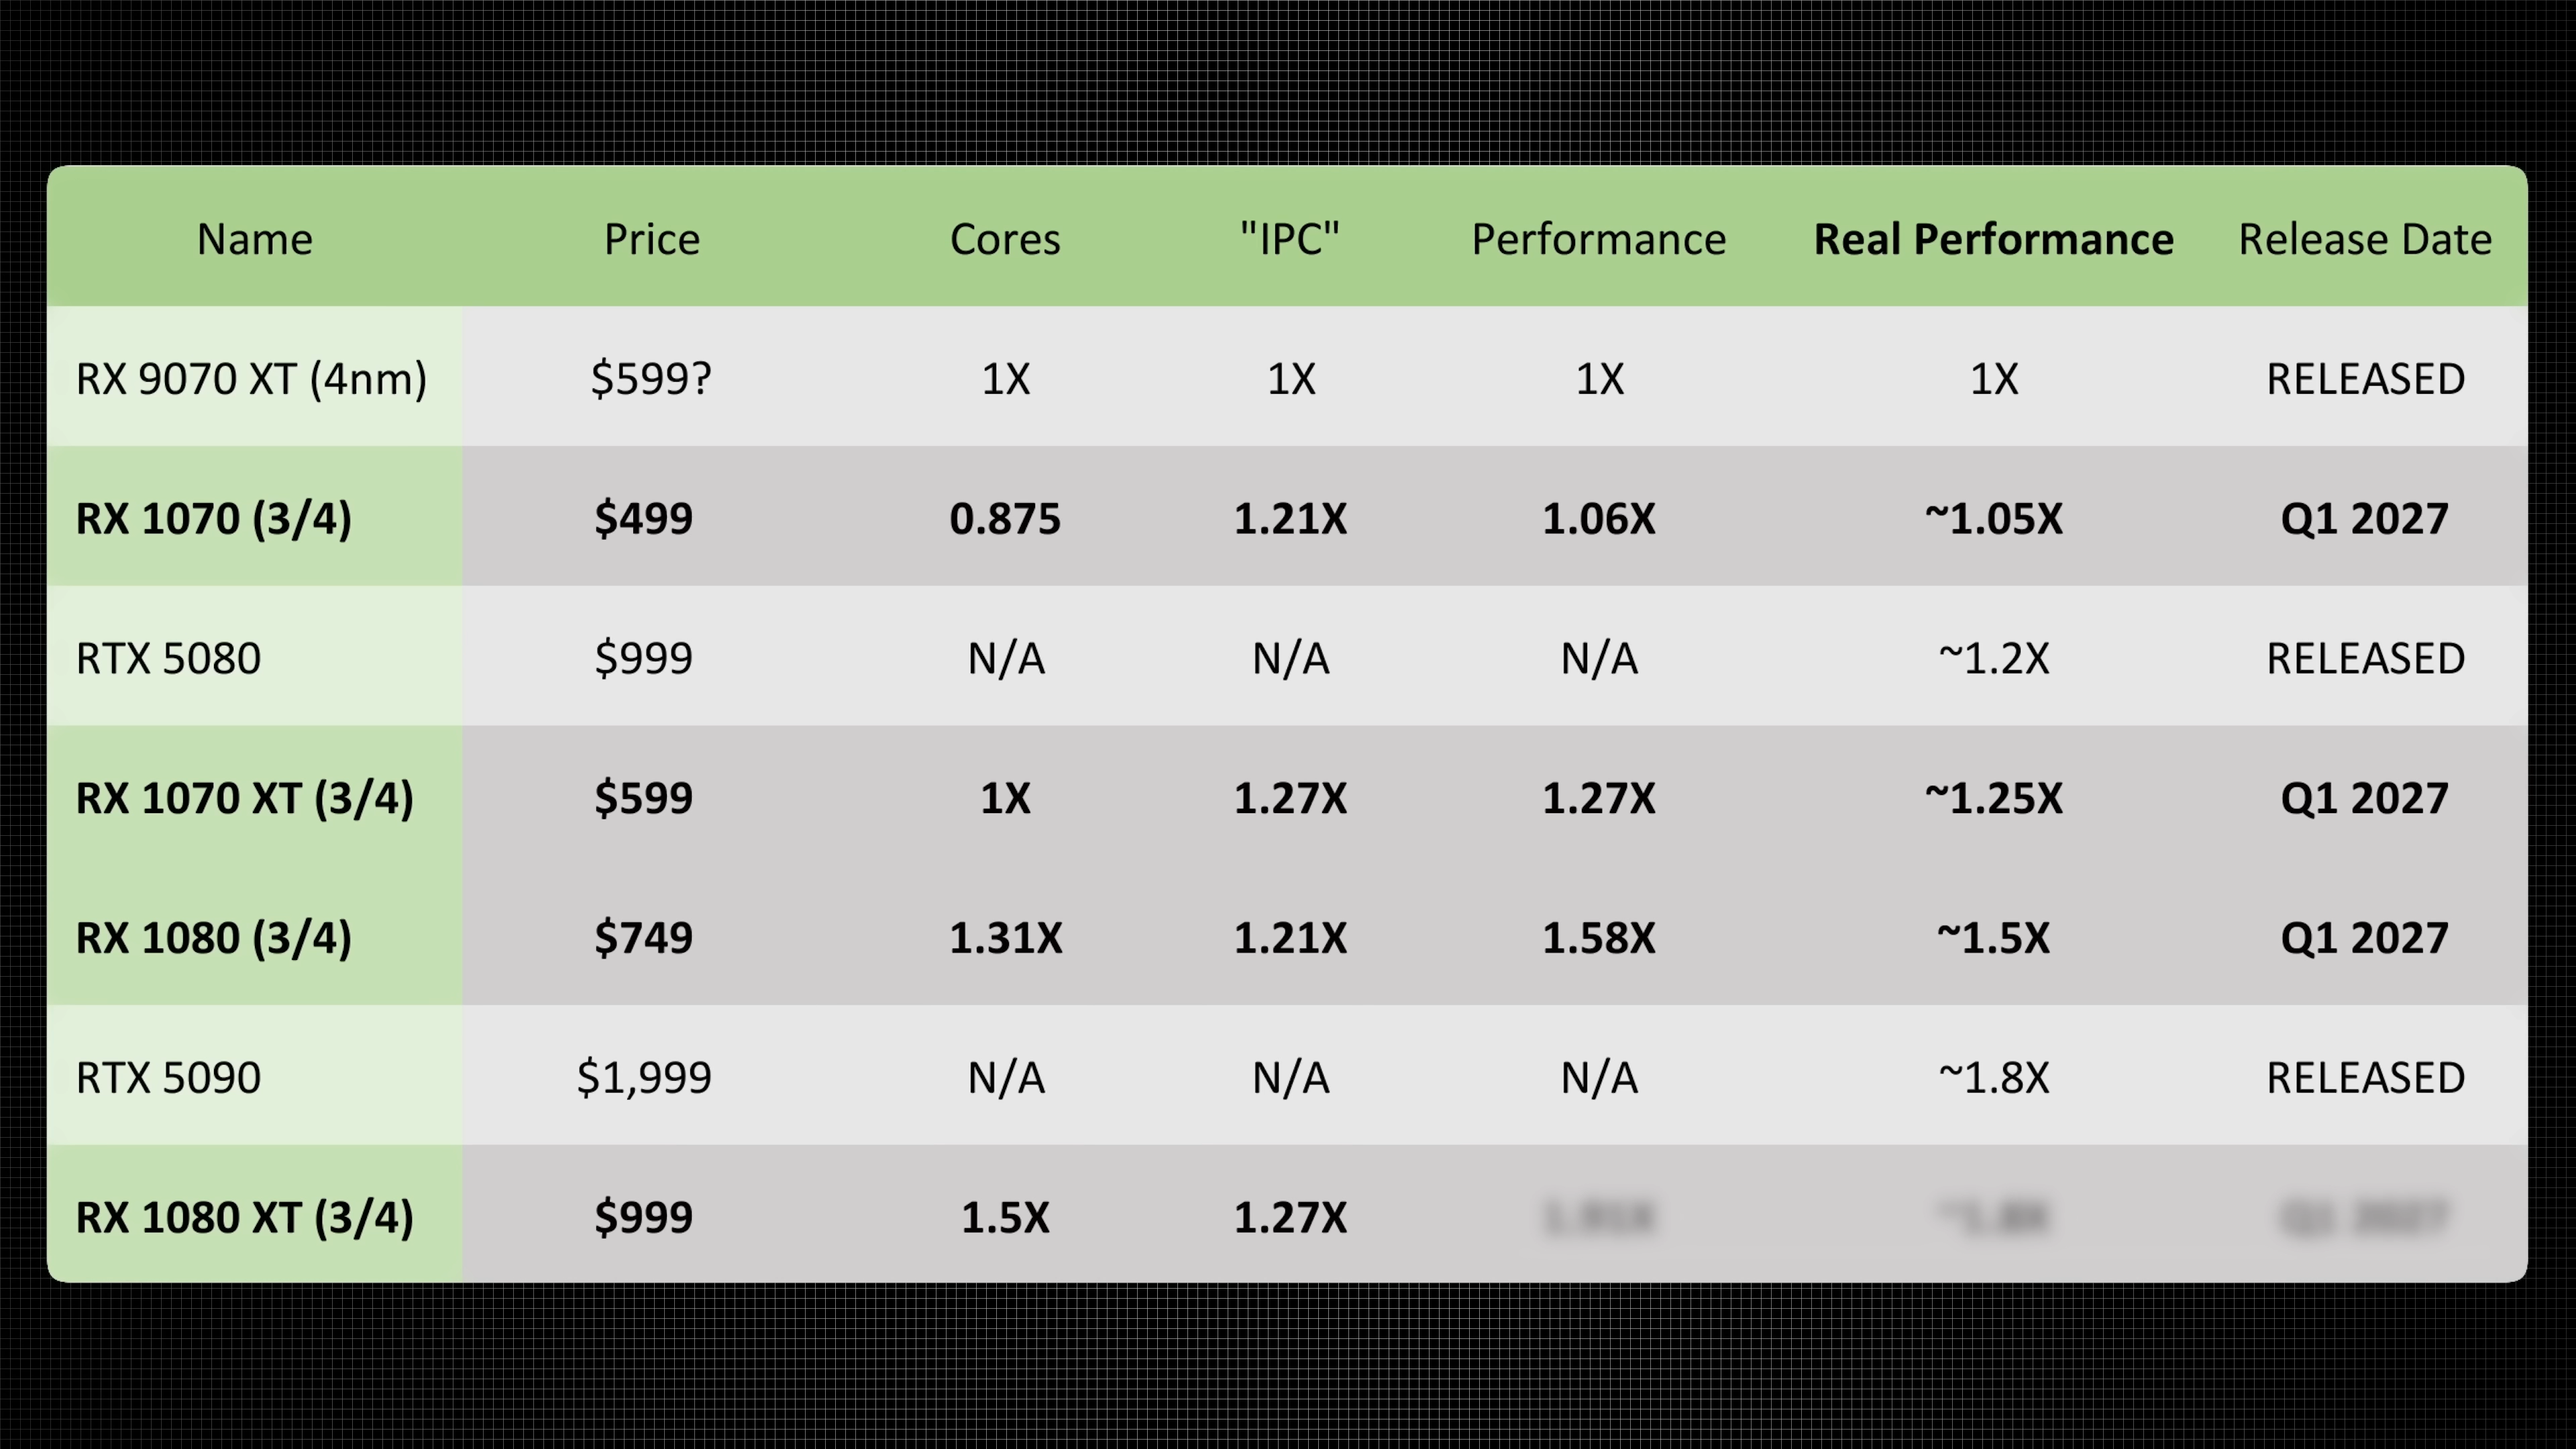 Name Price Cores "IPC" Performance Real Performance Release Date
RX 9070 XT (4nm) $599? 1X 1X 1X 1X RELEASED
RX 1070 (3/4) $499 0.875 1.21X 1.06X ~1.05X Q1 2027
RTX 5080 $999 N/A N/A N/A ~1.2X RELEASED
RX 1070 XT (3/4) $599 1X 1.27X 1.27X ~1.25X Q1 2027
RX 1080 (3/4) $749 1.31X 1.21X 1.58X ~1.5X Q1 2027
RTX 5090 $1,999 N/A N/A N/A ~1.8X RELEASED
RX 1080 XT (3/4) $999 1.5X 1.27X